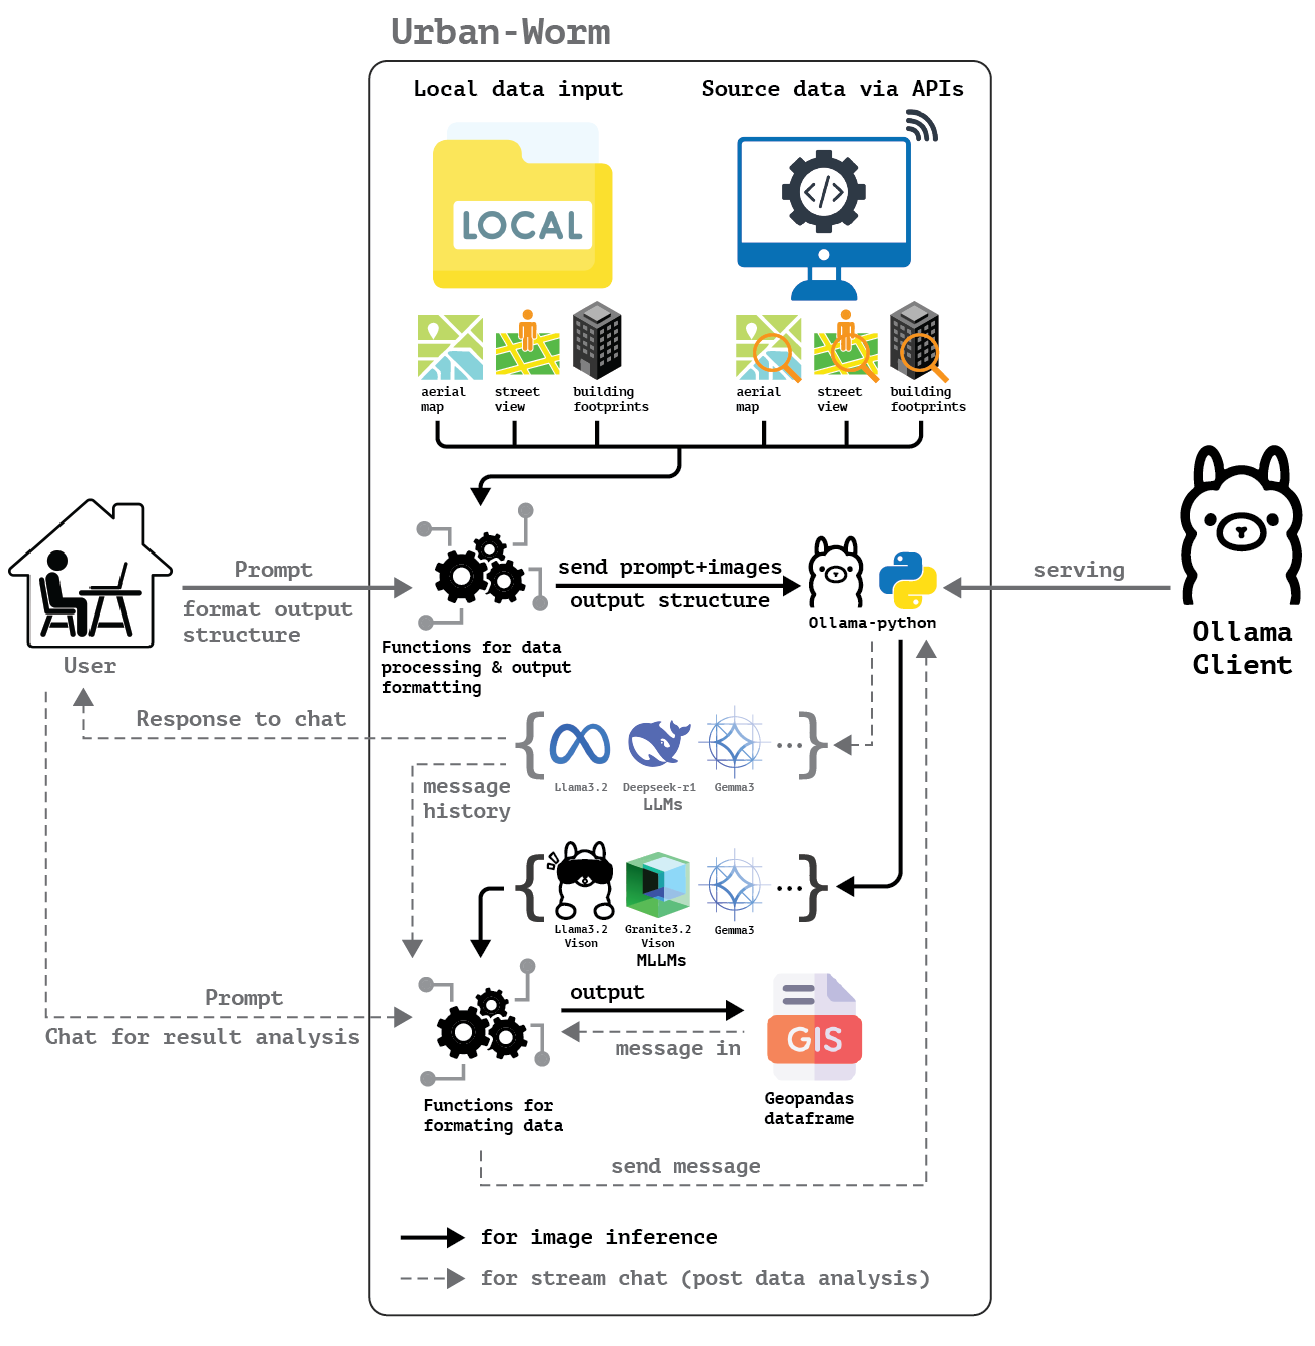 Urban-Worm
Local data input
Source data via APIs
LOCAL
</>
aerial
map
street
view
building
footprints
aerial
map
street
view
building
footprints
Prompt
format output
structure
User
send prompt+images
output structure
Functions for data
processing & output
formatting
Ollama-python
serving
Ollama
Client
Response to chat
message
history
{
...
}
Llama3.2
Deepseek-r1
Gemma3
LLMs
{
...
}
Llama3.2
Vison
Granite3.2
Vison
Gemma3
MLLMs
Prompt
Chat for result analysis
output
message in
GIS
Functions for
formating data
Geopandas
dataframe
send message
for image inference
for stream chat (post data analysis)